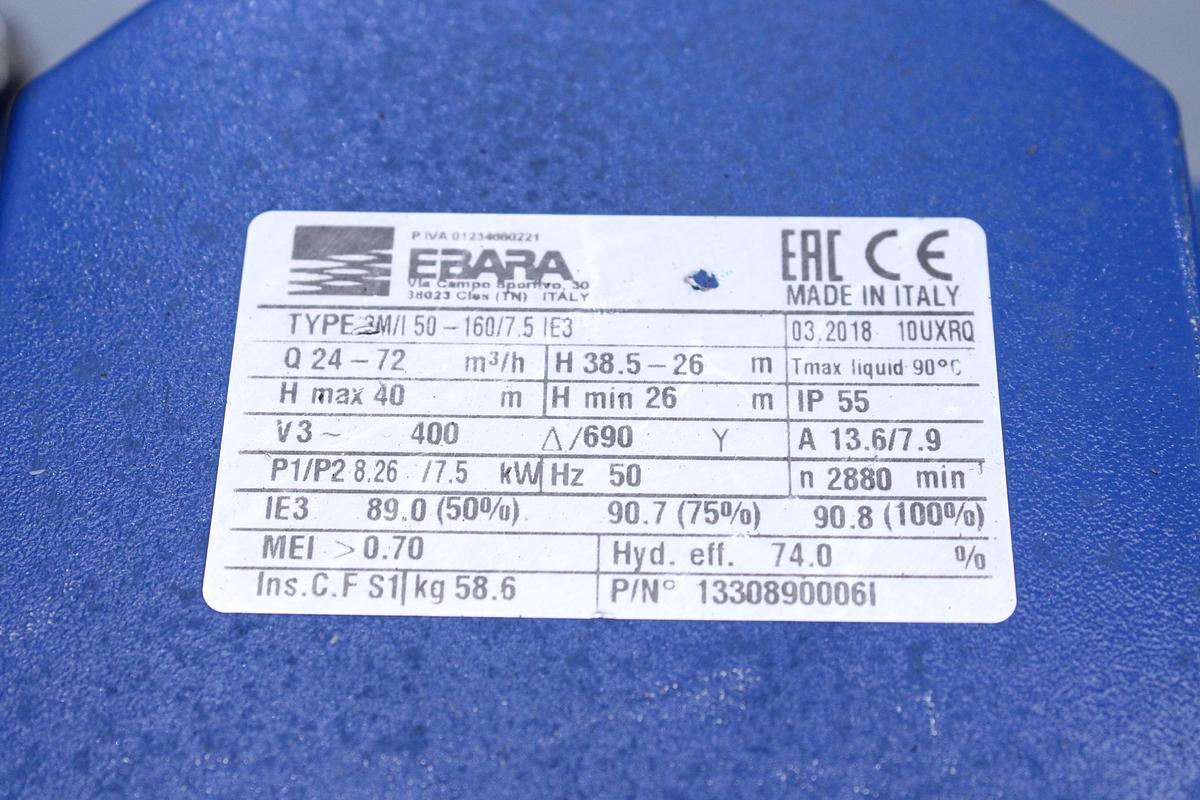 P.IVA 01234660221
EBARA
Via Campo Sportivo, 30
38023 Cles (TN) ITALY
EAC CE
MADE IN ITALY
TYPE 3M/I 50-160/7.5 IE3 03.2018 10UXRQ
Q 24-72 m³/h H 38.5-26 m Tmax liquid 90°C
H max 40 m H min 26 m IP 55
V3~ 400 Δ/690 Y A 13.6/7.9
P1/P2 8.26 /7.5 kW Hz 50 n 2880 min⁻¹
IE3 89.0 (50%) 90.7 (75%) 90.8 (100%)
MEI >0.70 Hyd. eff. 74.0 %
Ins.C.F S1 kg 58.6 P/N° 1330890006I